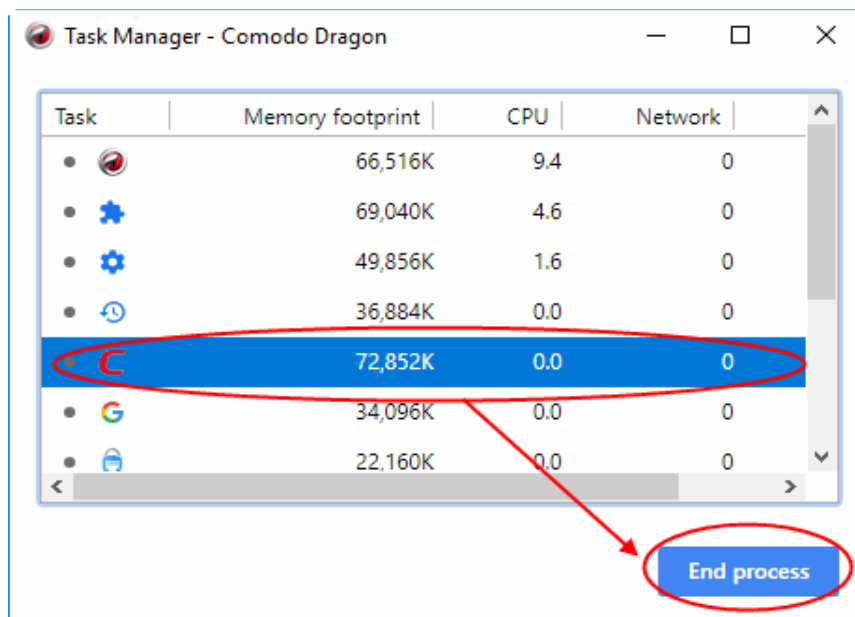 Task Manager - Comodo Dragon
Task Memory footprint CPU Network
66,516K 9.4 0
69,040K 4.6 0
49,856K 1.6 0
36,884K 0.0 0
72,852K 0.0 0
34,096K 0.0 0
22,160K 0.0 0
End process